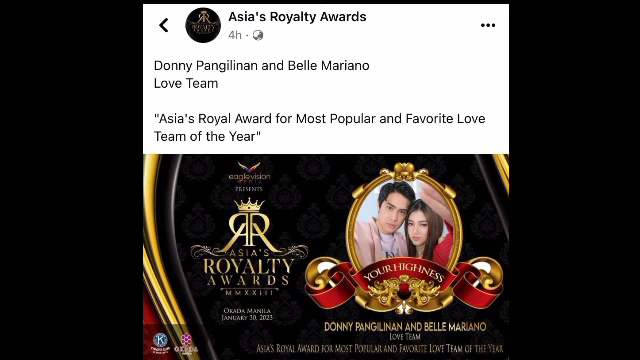 Asia's Royalty Awards
4h
Donny Pangilinan and Belle Mariano
Love Team
"Asia's Royal Award for Most Popular and Favorite Love
Team of the Year"
eaglevision
PRESENTS
ASIA'S
ROYALTY
AWARDS
MMXXIII
OKADA MANILA
JANUARY 30, 2023
YOUR HIGHNESS
DONNY PANGILINAN AND BELLE MARIANO
LOVE TEAM
ASIA'S ROYAL AWARD FOR MOST POPULAR AND FAVORITE LOVE TEAM OF THE YEAR